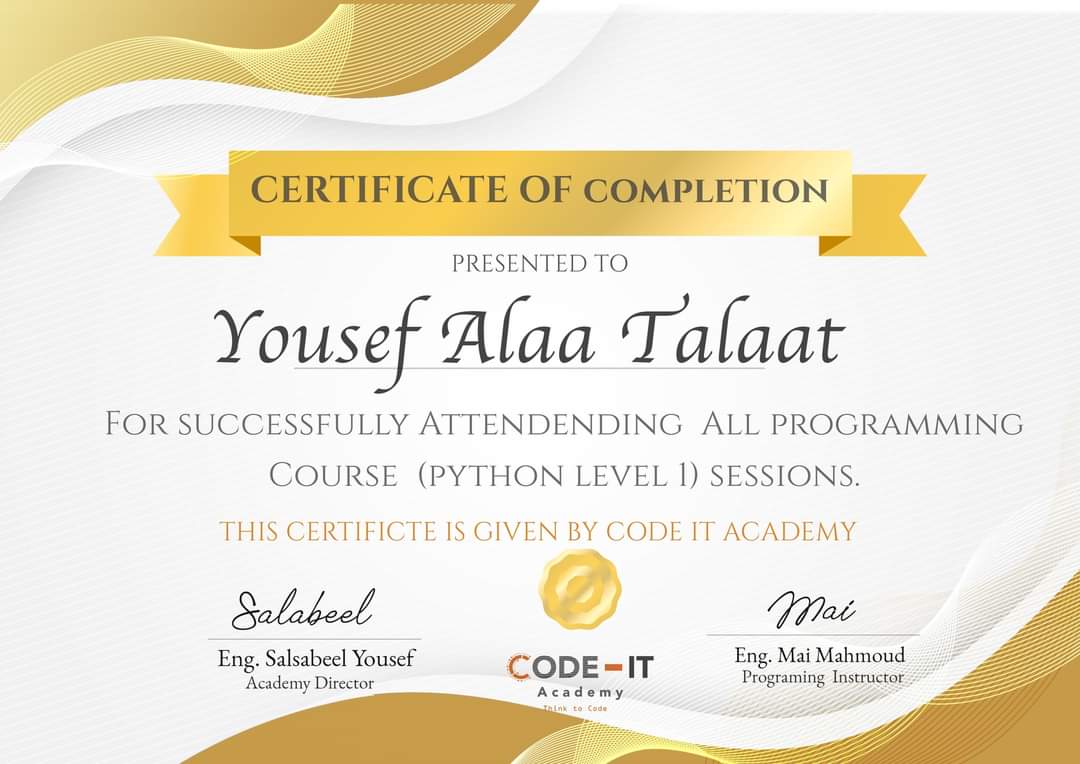 CERTIFICATE OF COMPLETION
PRESENTED TO
Yousef Alaa Talaat
FOR SUCCESSFULLY ATTENDENDING ALL PROGRAMMING
COURSE (PYTHON LEVEL 1) SESSIONS.
THIS CERTIFICTE IS GIVEN BY CODE IT ACADEMY
Salabeel
Eng. Salsabeel Yousef
Academy Director
CODE-IT
Academy
Think to Code
Mai
Eng. Mai Mahmoud
Programing Instructor